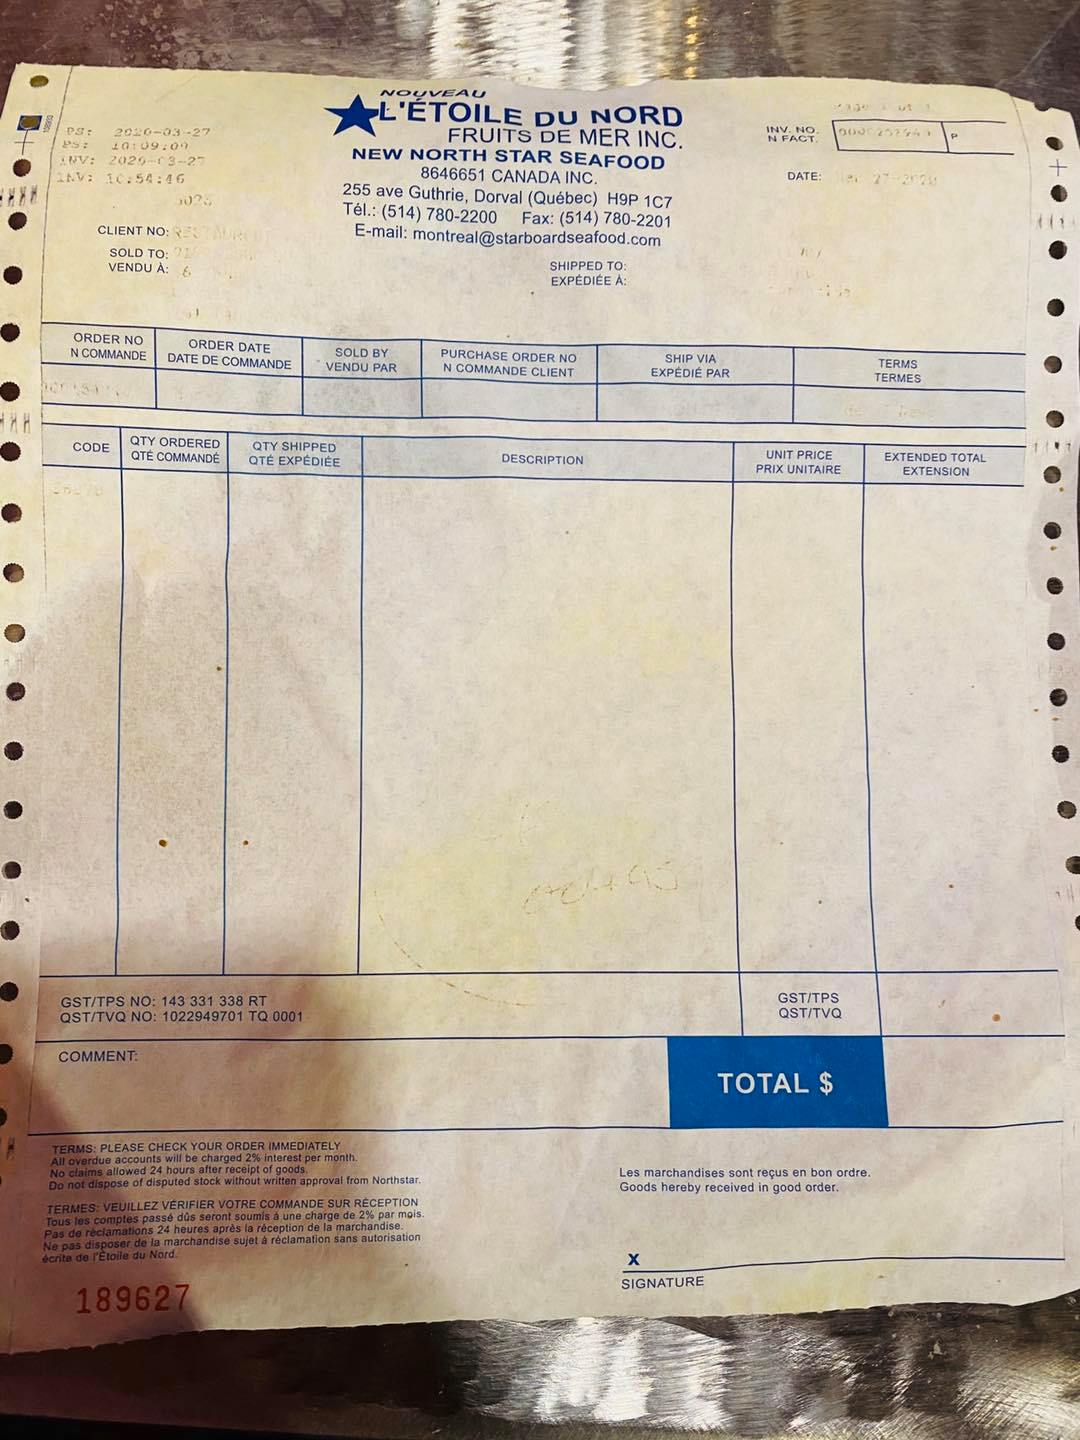 PS: 2020-03-27
PS: 10:09:09
INV: 2020-03-27
INV: 10:54:46
NOUVEAU
L'ÉTOILE DU NORD
FRUITS DE MER INC.
NEW NORTH STAR SEAFOOD
8646651 CANADA INC.
255 ave Guthrie, Dorval (Québec) H9P 1C7
Tél.: (514) 780-2200 Fax: (514) 780-2201
E-mail: montreal@starboardseafood.com
INV. NO.
N FACT.
P
DATE:
CLIENT NO:
SOLD TO:
VENDU À:
SHIPPED TO:
EXPÉDIÉE À:
ORDER NO
N COMMANDE
ORDER DATE
DATE DE COMMANDE
SOLD BY
VENDU PAR
PURCHASE ORDER NO
N COMMANDE CLIENT
SHIP VIA
EXPÉDIÉ PAR
TERMS
TERMES
CODE
QTY ORDERED
QTÉ COMMANDÉ
QTY SHIPPED
QTÉ EXPÉDIÉE
DESCRIPTION
UNIT PRICE
PRIX UNITAIRE
EXTENDED TOTAL
EXTENSION
GST/TPS NO: 143 331 338 RT
QST/TVQ NO: 1022949701 TQ 0001
GST/TPS
QST/TVQ
COMMENT:
TOTAL $
TERMS: PLEASE CHECK YOUR ORDER IMMEDIATELY
All overdue accounts will be charged 2% interest per month.
No claims allowed 24 hours after receipt of goods.
Do not dispose of disputed stock without written approval from Northstar.
TERMES: VEUILLEZ VÉRIFIER VOTRE COMMANDE SUR RÉCEPTION
Tous les comptes passé dûs seront soumis à une charge de 2% par mois.
Pas de réclamations 24 heures après la réception de la marchandise.
Ne pas disposer de la marchandise sujet à réclamation sans autorisation
écrite de l'Étoile du Nord.
Les marchandises sont reçus en bon ordre.
Goods hereby received in good order.
X
SIGNATURE
189627